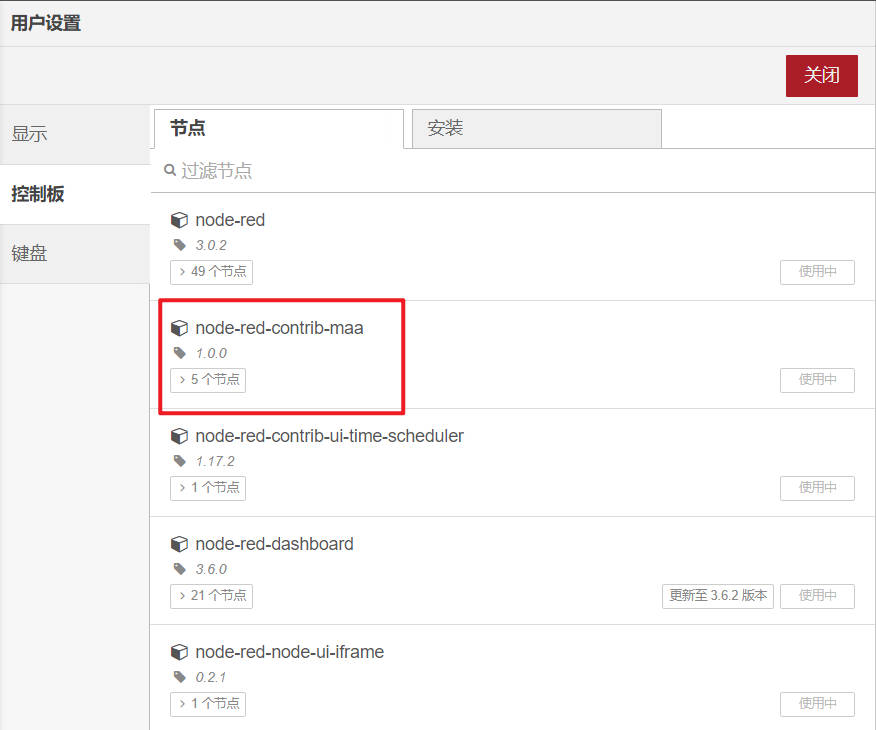 用户设置
关闭
显示
控制板
键盘
节点
安装
过滤节点
node-red
3.0.2
> 49 个节点
使用中
node-red-contrib-maa
1.0.0
> 5 个节点
使用中
node-red-contrib-ui-time-scheduler
1.17.2
> 1 个节点
使用中
node-red-dashboard
3.6.0
> 21 个节点
更新至 3.6.2 版本
使用中
node-red-node-ui-iframe
0.2.1
> 1 个节点
使用中